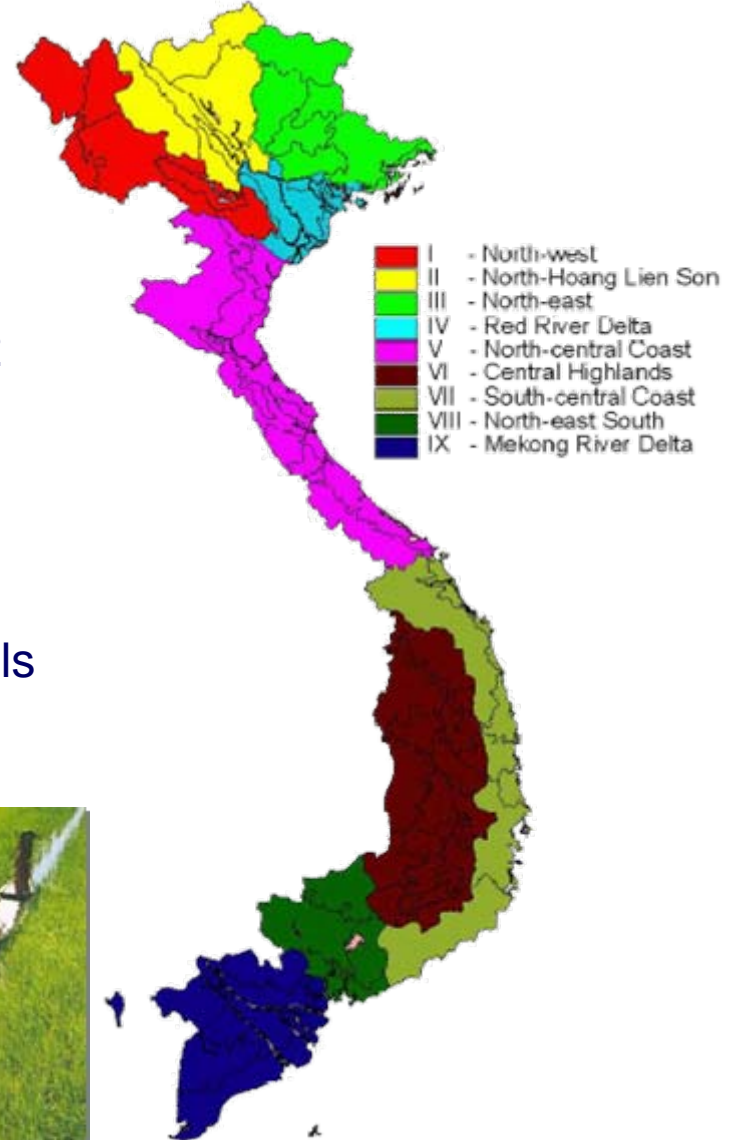 I - North-west
II - North-Hoang Lien Son
III - North-east
IV - Red River Delta
V - North-central Coast
VI - Central Highlands
VII - South-central Coast
VIII - North-east South
IX - Mekong River Delta
ls